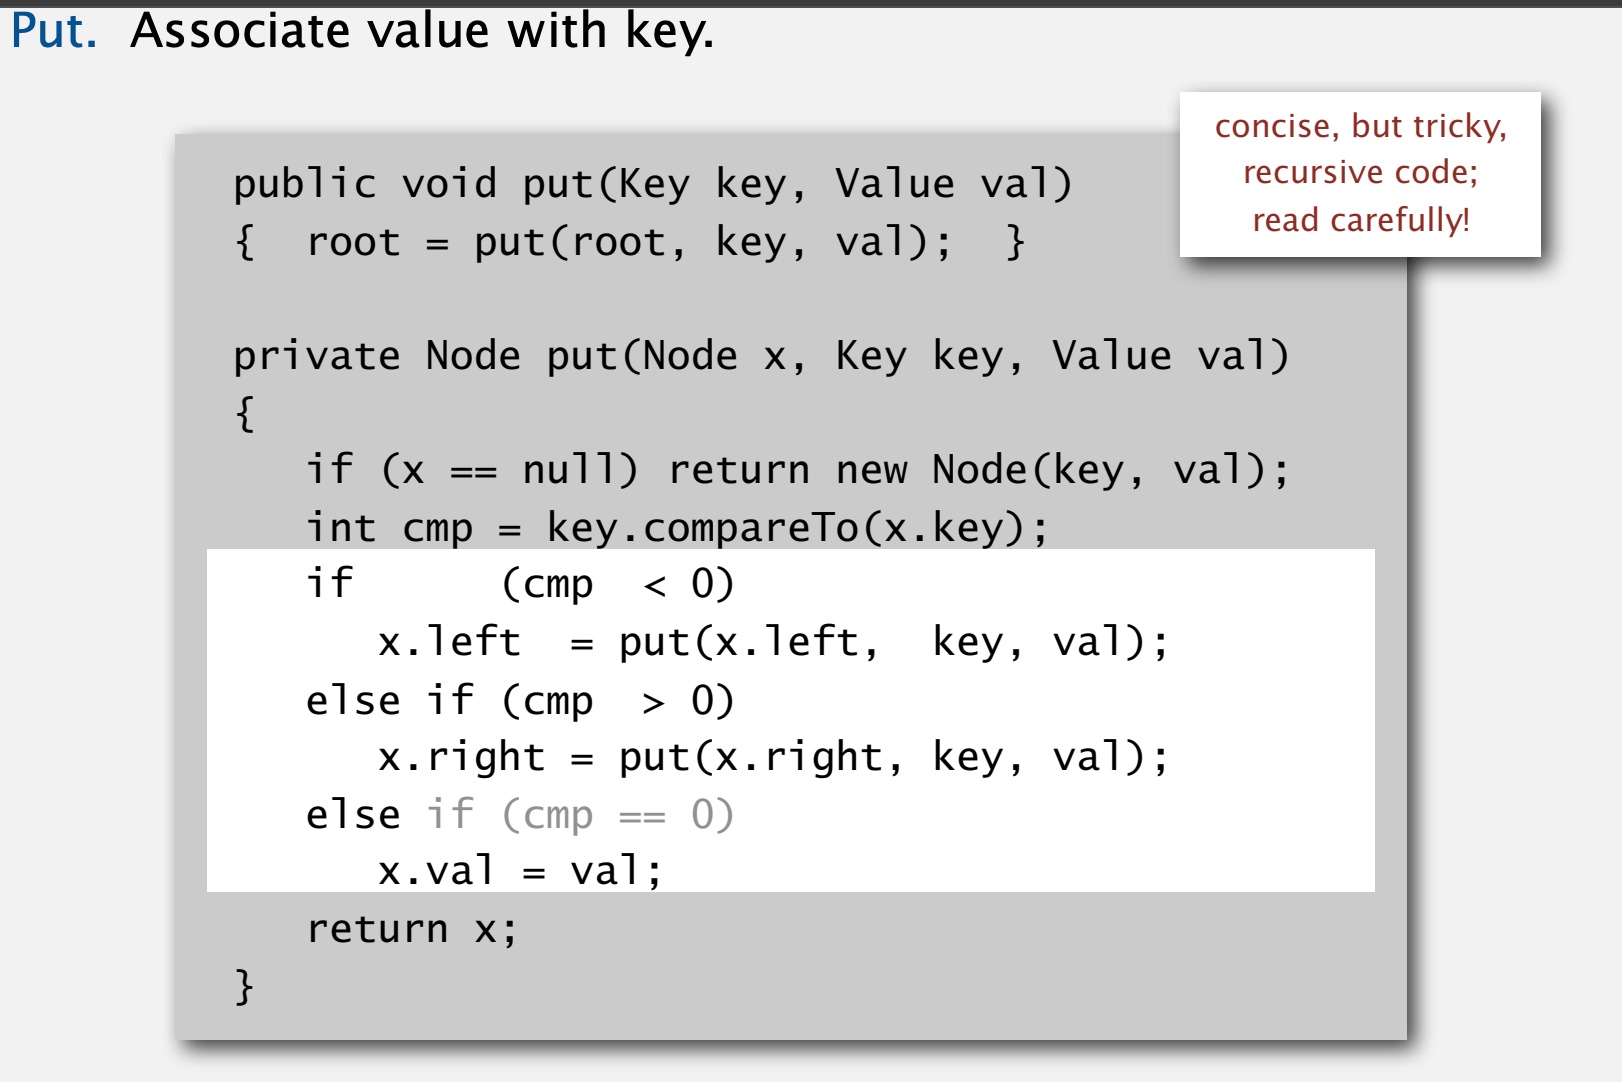 Put. Associate value with key.
concise, but tricky,
recursive code;
read carefully!
public void put(Key key, Value val)
{  root = put(root, key, val);  }
private Node put(Node x, Key key, Value val)
{
   if (x == null) return new Node(key, val);
   int cmp = key.compareTo(x.key);
   if      (cmp  < 0)
      x.left  = put(x.left,  key, val);
   else if (cmp  > 0)
      x.right = put(x.right, key, val);
   else if (cmp == 0)
      x.val = val;
   return x;
}